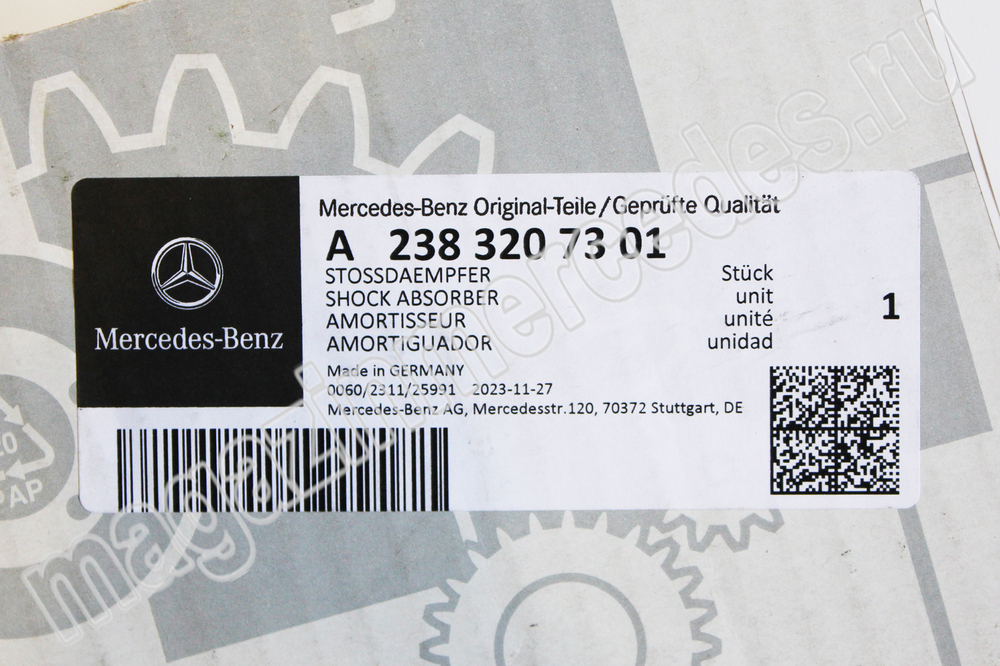 Mercedes-Benz Original-Teile/Geprüfte Qualität
A 238 320 73 01
STOSSDAEMPFER Stück
SHOCK ABSORBER unit
AMORTISSEUR unité
AMORTIGUADOR unidad
1
Mercedes-Benz
Made in GERMANY
0060/2311/25991 2023-11-27
Mercedes-Benz AG, Mercedesstr.120, 70372 Stuttgart, DE
20
PAP
magazinmercedes.ru